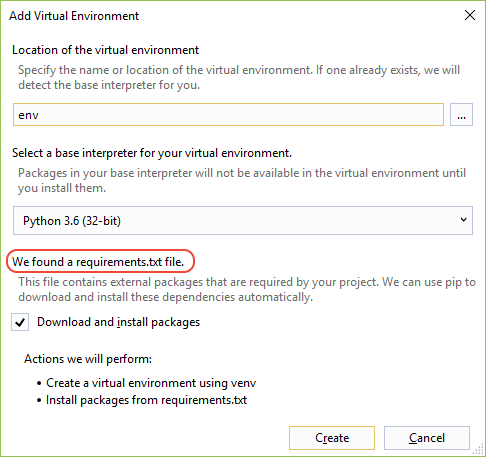 Add Virtual Environment
Location of the virtual environment
Specify the name or location of the virtual environment. If one already exists, we will
detect the base interpreter for you.
env
...
Select a base interpreter for your virtual environment.
Packages in your base interpreter will not be available in the virtual environment until
you install them.
Python 3.6 (32-bit)
We found a requirements.txt file.
This file contains external packages that are required by your project. We can use pip to
download and install these dependencies automatically.
Download and install packages
Actions we will perform:
• Create a virtual environment using venv
• Install packages from requirements.txt
Create
Cancel